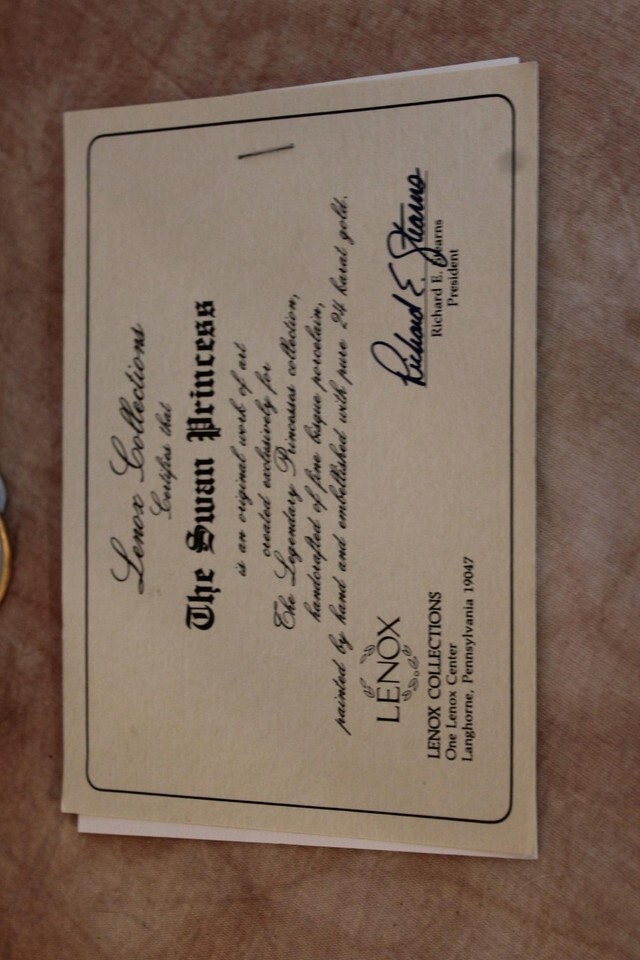 Lenox Collections
Certifies that
The Swan Princess
is an original work of art
created exclusively for
The Legendary Princesses collection,
handcrafted of fine bisque porcelain,
painted by hand and embellished with pure 24 karat gold.
LENOX
LENOX COLLECTIONS
One Lenox Center
Langhorne, Pennsylvania 19047
Richard E. Stearns
Richard E. Stearns
President